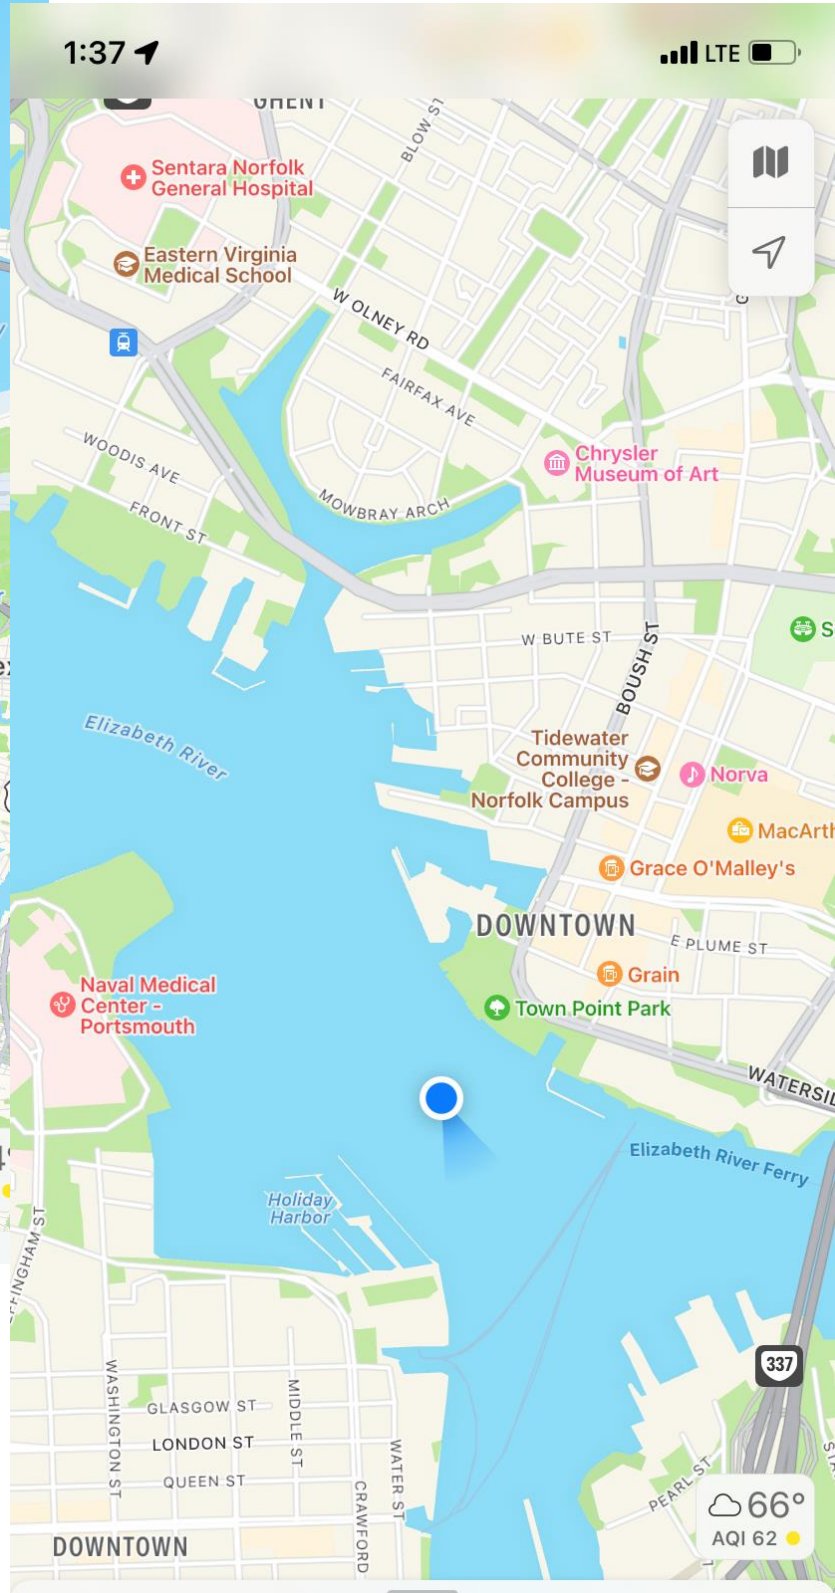 1:37
LTE
GHENT
BLOW ST
Sentara Norfolk
General Hospital
Eastern Virginia
Medical School
W OLNEY RD
FAIRFAX AVE
WOODIS AVE
FRONT ST
MOWBRAY ARCH
Chrysler
Museum of Art
W BUTE ST
BOUSH ST
S
Elizabeth River
Tidewater
Community
College -
Norfolk Campus
Norva
MacArth
Grace O'Malley's
DOWNTOWN
E PLUME ST
Grain
Town Point Park
Naval Medical
Center -
Portsmouth
WATERSID
Elizabeth River Ferry
Holiday
Harbor
FFINGHAM ST
337
WASHINGTON ST
GLASGOW ST
MIDDLE ST
LONDON ST
QUEEN ST
WATER ST
CRAWFORD
PEARL ST
66°
AQI 62
DOWNTOWN